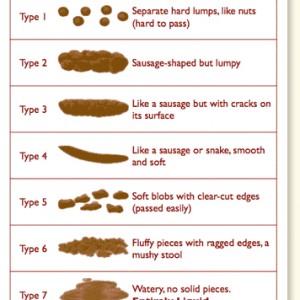 Type 1
Separate hard lumps, like nuts
(hard to pass)
Type 2
Sausage-shaped but lumpy
Type 3
Like a sausage but with cracks on
its surface
Type 4
Like a sausage or snake, smooth
and soft
Type 5
Soft blobs with clear-cut edges
(passed easily)
Type 6
Fluffy pieces with ragged edges, a
mushy stool
Type 7
Watery, no solid pieces.
Entirely Liquid